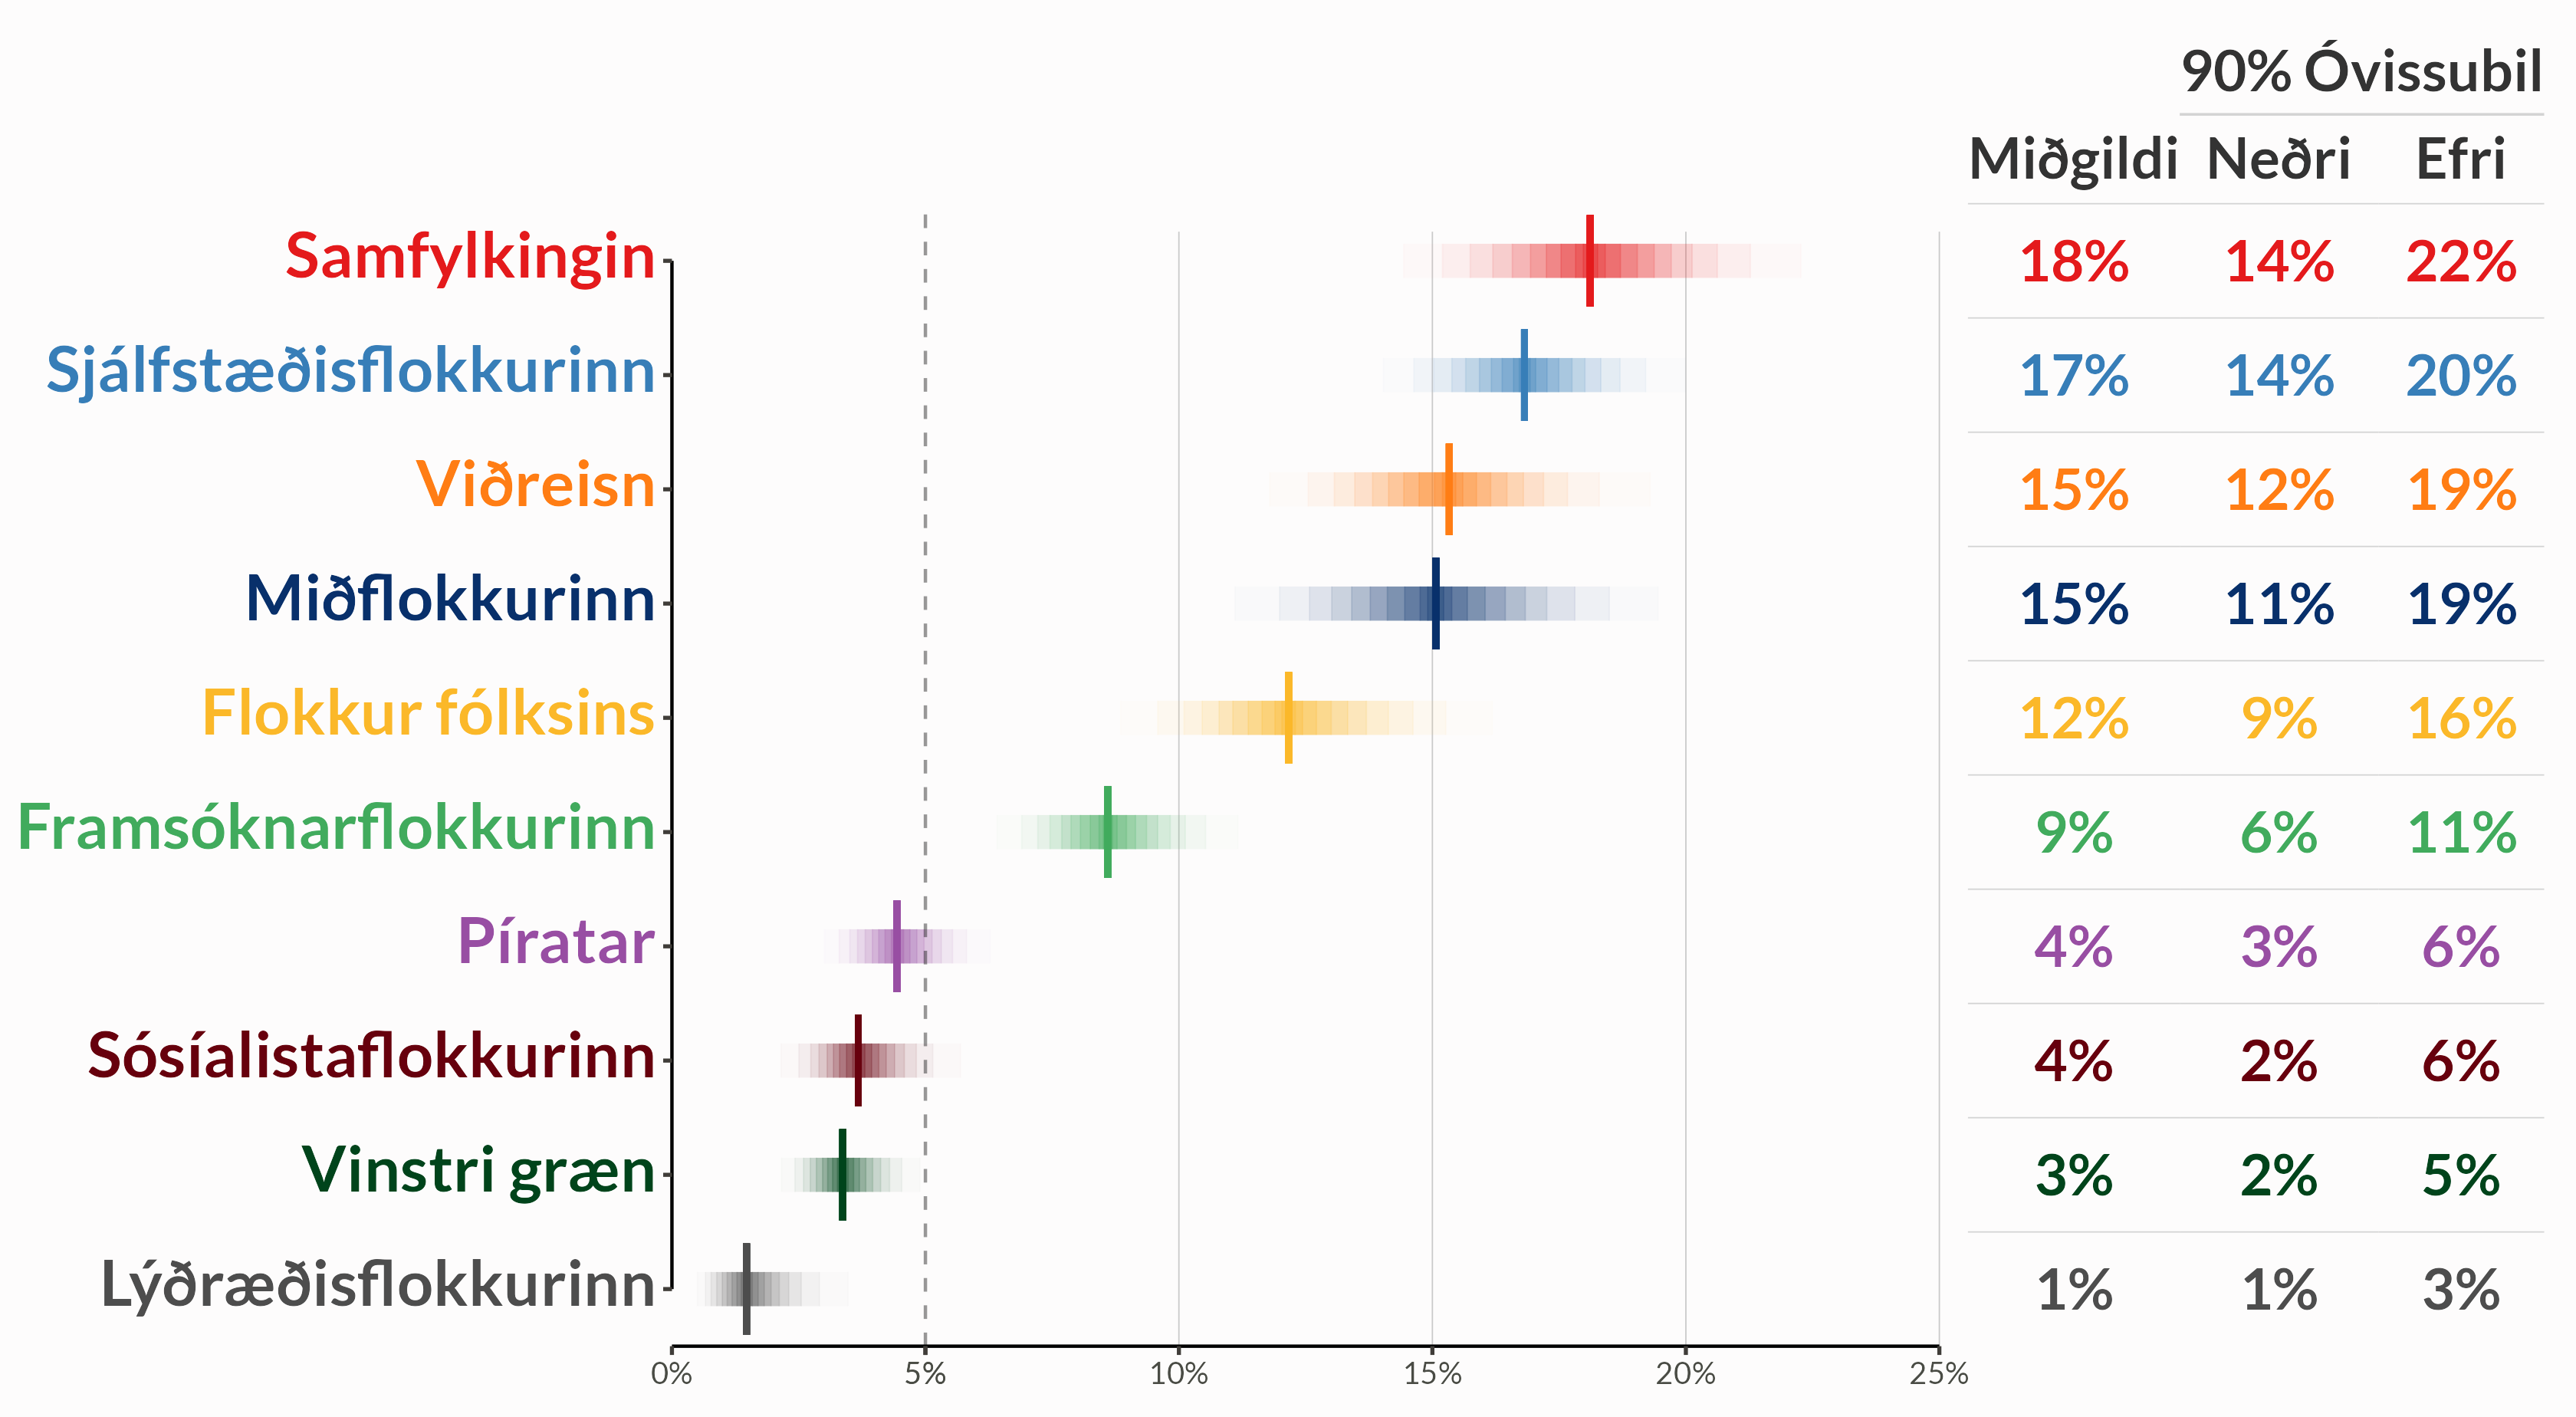 90% Óvissubil
Miðgildi Neðri Efri
Samfylkingin 18% 14% 22%
Sjálfstæðisflokkurinn 17% 14% 20%
Viðreisn 15% 12% 19%
Miðflokkurinn 15% 11% 19%
Flokkur fólksins 12% 9% 16%
Framsóknarflokkurinn 9% 6% 11%
Píratar 4% 3% 6%
Sósíalistaflokkurinn 4% 2% 6%
Vinstri græn 3% 2% 5%
Lýðræðisflokkurinn 1% 1% 3%
0% 5% 10% 15% 20% 25%